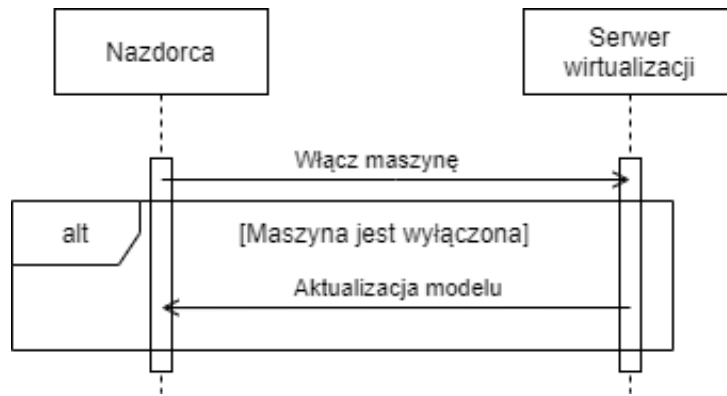 Nazdorca
Serwer
wirtualizacji
Włącz maszynę
alt
[Maszyna jest wyłączona]
Aktualizacja modelu